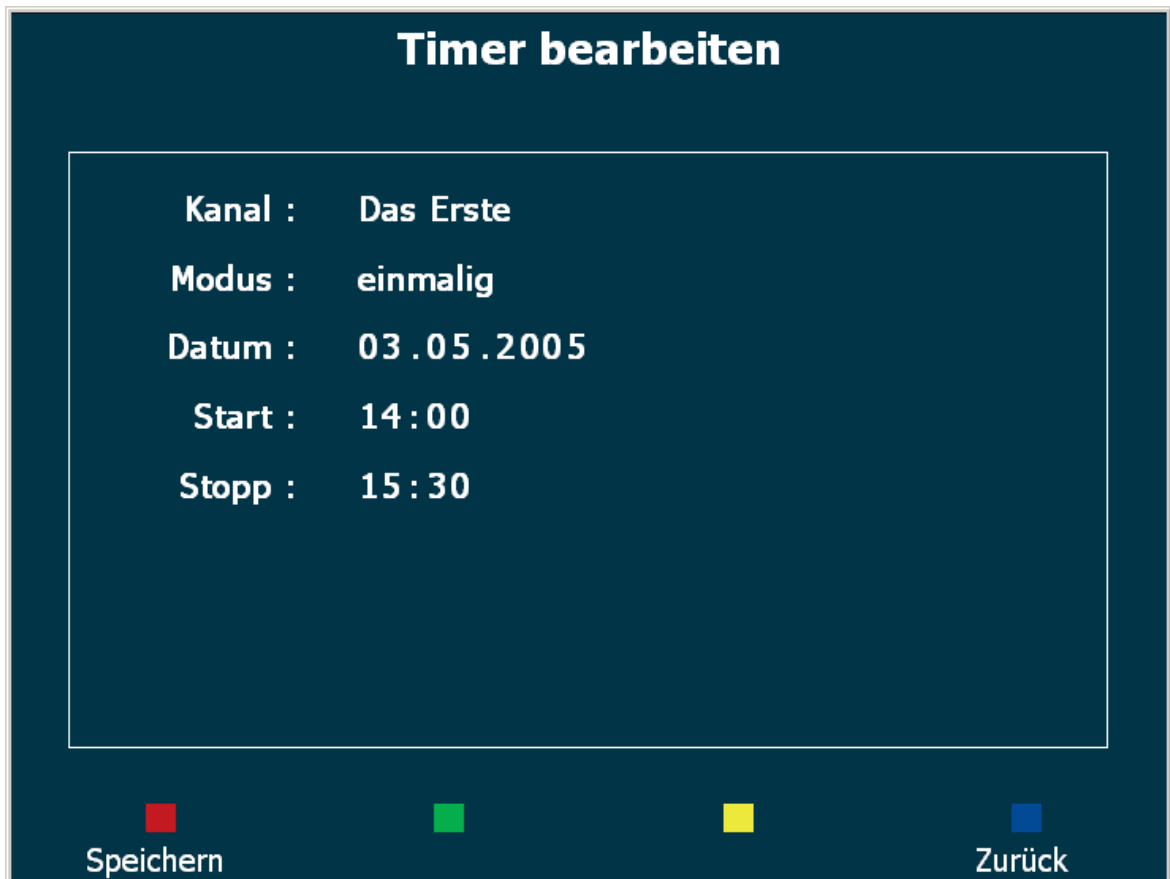 Timer bearbeiten
Kanal : Das Erste
Modus : einmalig
Datum : 03.05.2005
Start : 14:00
Stopp : 15:30
Speichern Zurück